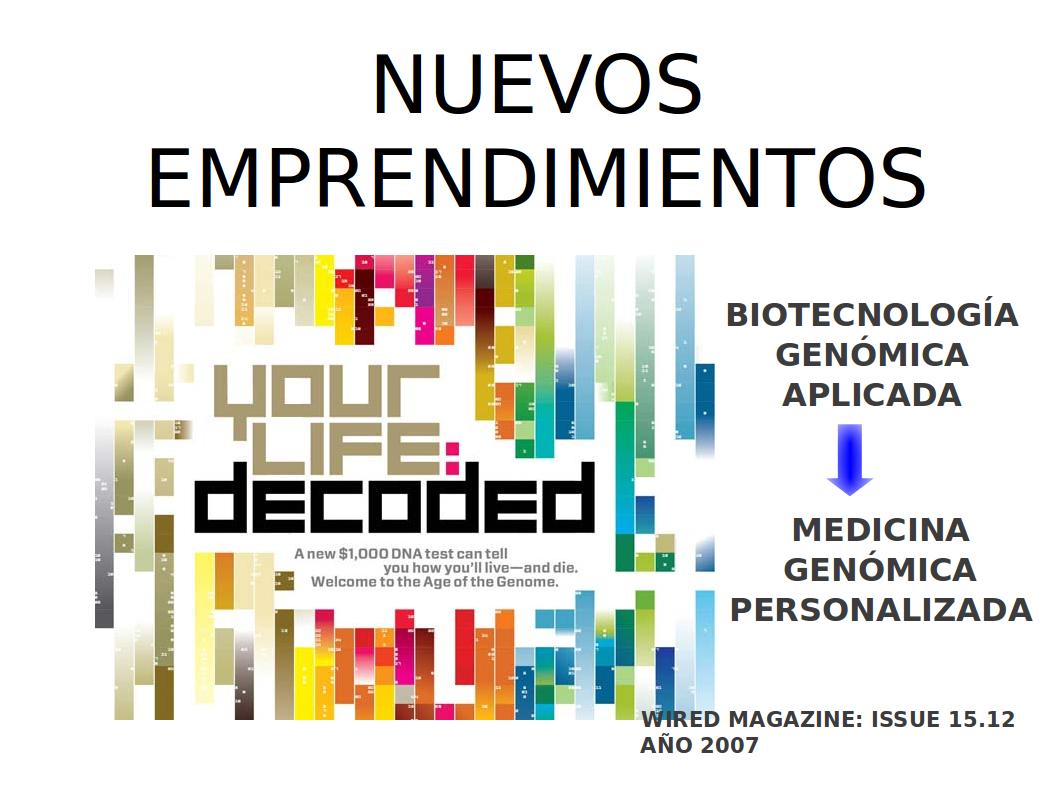 NUEVOS
EMPRENDIMIENTOS
YOUR
LIFE:
decoded
A new $1,000 DNA test can tell
you how you'll live—and die.
Welcome to the Age of the Genome.
BIOTECNOLOGÍA
GENÓMICA
APLICADA
MEDICINA
GENÓMICA
PERSONALIZADA
WIRED MAGAZINE: ISSUE 15.12
AÑO 2007